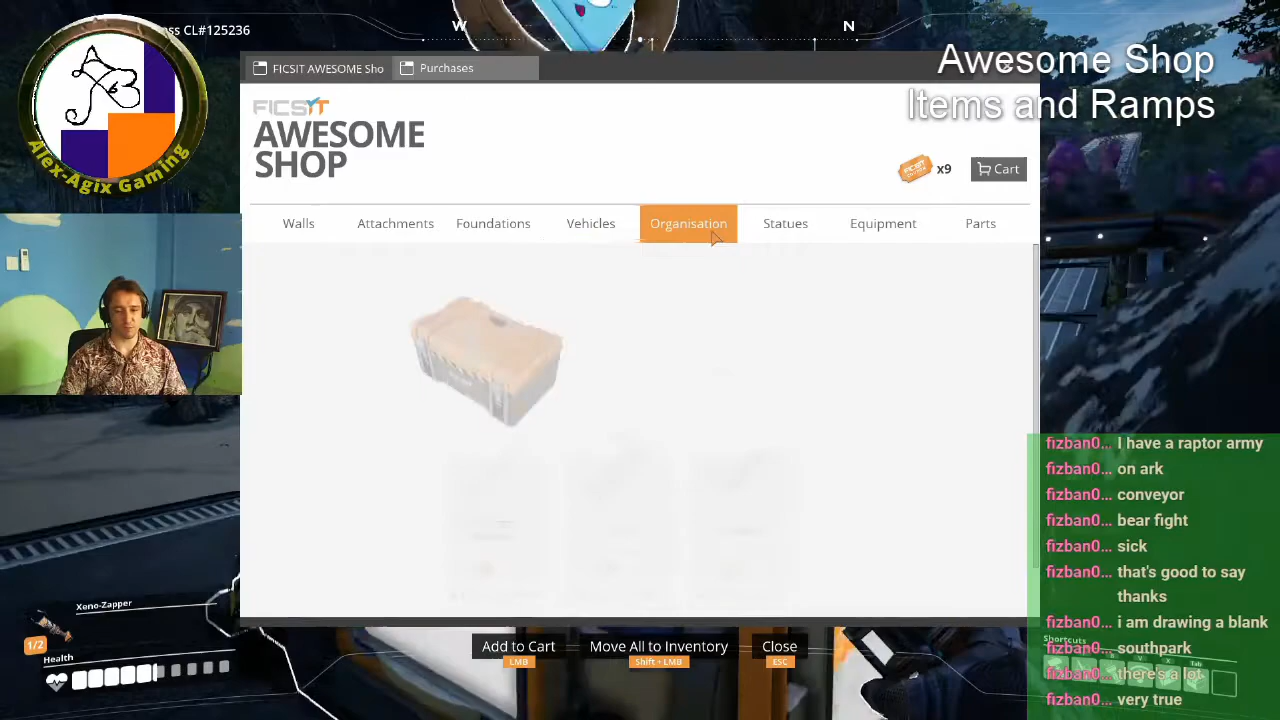 ss CL#125236
W
N
Awesome Shop
Items and Ramps
FICSIT AWESOME Sho
Purchases
FICSIT
AWESOME
SHOP
x9
Cart
Walls
Attachments
Foundations
Vehicles
Organisation
Statues
Equipment
Parts
Alex-Agix Gaming
fizban0... I have a raptor army
fizban0... on ark
fizban0... conveyor
fizban0... bear fight
fizban0... sick
fizban0... that's good to say
thanks
fizban0... i am drawing a blank
fizban0... southpark
fizban0... there's a lot
fizban0... very true
Shortcuts
Tab
Xeno-Zapper
1/2
Health
Add to Cart
LMB
Move All to Inventory
Shift + LMB
Close
ESC